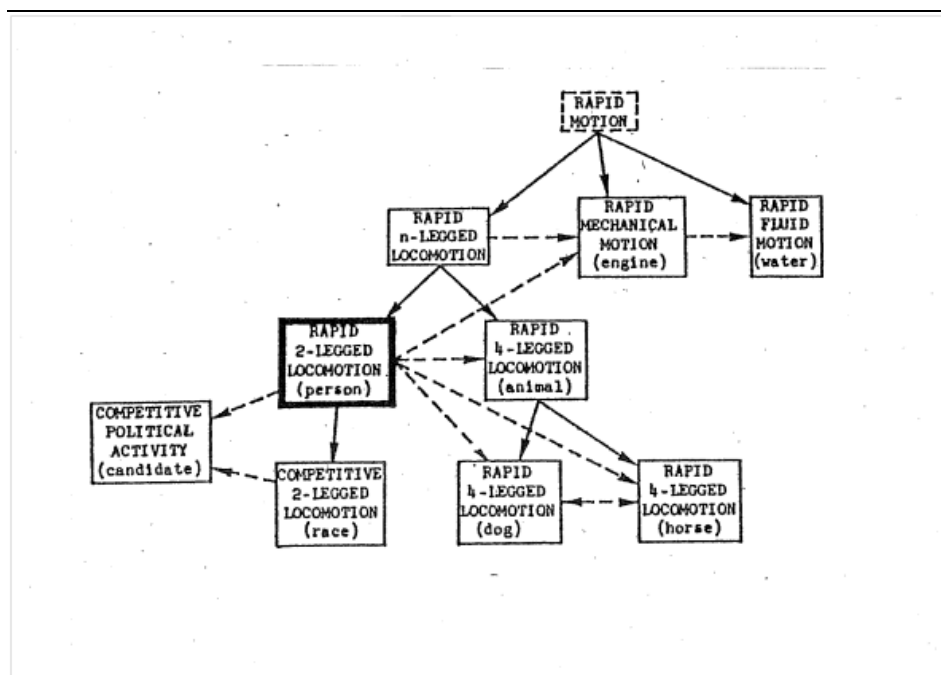 RAPID
MOTION
RAPID
n-LEGGED
LOCOMOTION
RAPID
MECHANICAL
MOTION
(engine)
RAPID
FLUID
MOTION
(water)
RAPID
2-LEGGED
LOCOMOTION
(person)
RAPID
4-LEGGED
LOCOMOTION
(animal)
COMPETITIVE
POLITICAL
ACTIVITY
(candidate)
COMPETITIVE
2-LEGGED
LOCOMOTION
(race)
RAPID
4-LEGGED
LOCOMOTION
(dog)
RAPID
4-LEGGED
LOCOMOTION
(horse)